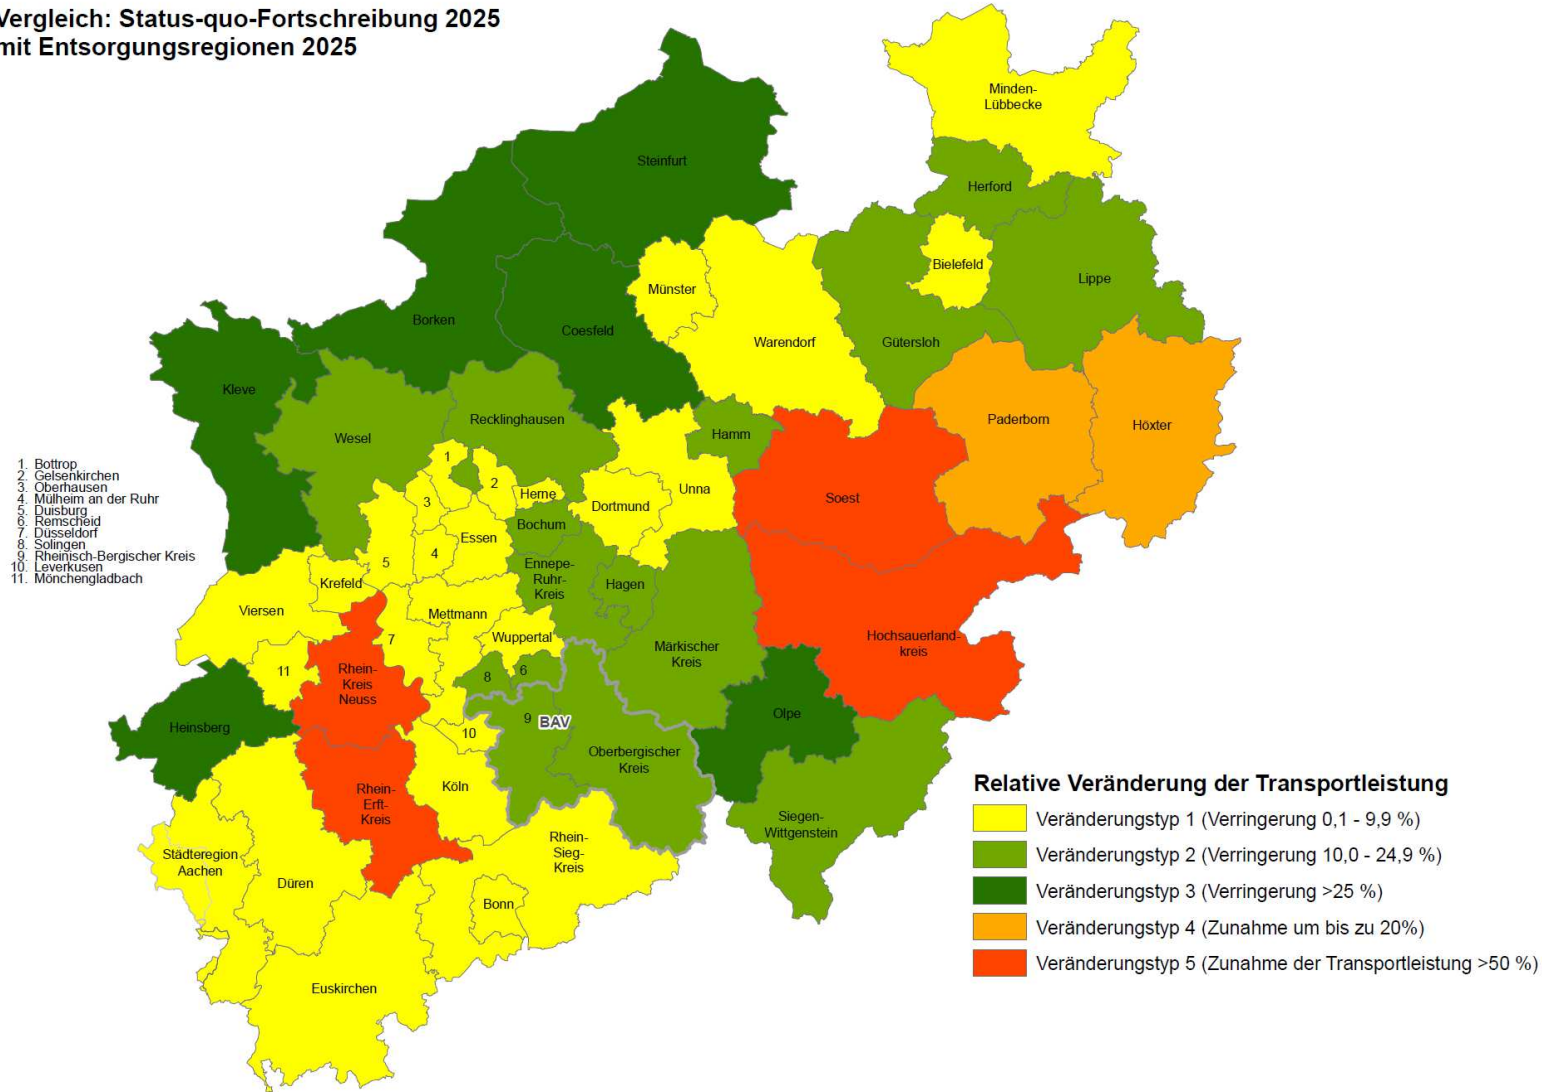 Vergleich: Status-quo-Fortschreibung 2025
mit Entsorgungsregionen 2025
Minden-
Lübbecke
Steinfurt
Herford
Bielefeld
Lippe
Münster
Borken
Coesfeld
Warendorf
Gütersloh
Kleve
Paderborn
Höxter
Recklinghausen
Wesel
Hamm
1
2
3
Herne
Dortmund
Unna
Soest
Bochum
Essen
4
5
Ennepe-
Ruhr-
Kreis
Hagen
Krefeld
Viersen
Mettmann
7
Wuppertal
Märkischer
Kreis
Hochsauerland-
kreis
11
Rhein-
Kreis
Neuss
8
6
Heinsberg
9
BAV
10
Olpe
Oberbergischer
Kreis
Köln
Rhein-
Erft-
Kreis
Siegen-
Wittgenstein
Rhein-
Sieg-
Kreis
Städteregion
Aachen
Düren
Bonn
Euskirchen
1. Bottrop
2. Gelsenkirchen
3. Oberhausen
4. Mülheim an der Ruhr
5. Duisburg
6. Remscheid
7. Düsseldorf
8. Solingen
9. Rheinisch-Bergischer Kreis
10. Leverkusen
11. Mönchengladbach
Relative Veränderung der Transportleistung
Veränderungstyp 1 (Verringerung 0,1 - 9,9 %)
Veränderungstyp 2 (Verringerung 10,0 - 24,9 %)
Veränderungstyp 3 (Verringerung >25 %)
Veränderungstyp 4 (Zunahme um bis zu 20%)
Veränderungstyp 5 (Zunahme der Transportleistung >50 %)